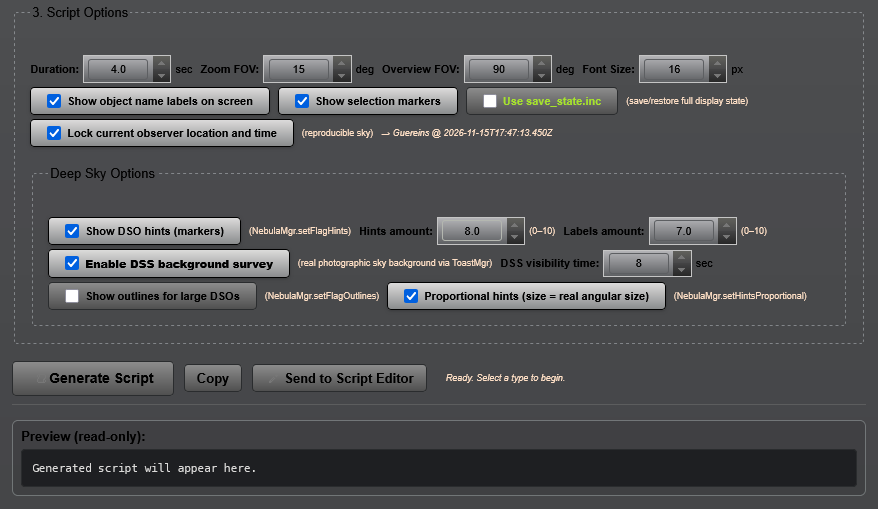 3. Script Options
Duration: 4.0 sec Zoom FOV: 15 deg Overview FOV: 90 deg Font Size: 16 px
Show object name labels on screen Show selection markers Use save_state.inc (save/restore full display state)
Lock current observer location and time (reproducible sky) → Guereins @ 2026-11-15T17:47:13.450Z
Deep Sky Options
Show DSO hints (markers) (NebulaMgr.setFlagHints) Hints amount: 8.0 (0–10) Labels amount: 7.0 (0–10)
Enable DSS background survey (real photographic sky background via ToastMgr) DSS visibility time: 8 sec
Show outlines for large DSOs (NebulaMgr.setFlagOutlines) Proportional hints (size = real angular size) (NebulaMgr.setHintsProportional)
Generate Script Copy Send to Script Editor Ready. Select a type to begin.
Preview (read-only):
Generated script will appear here.